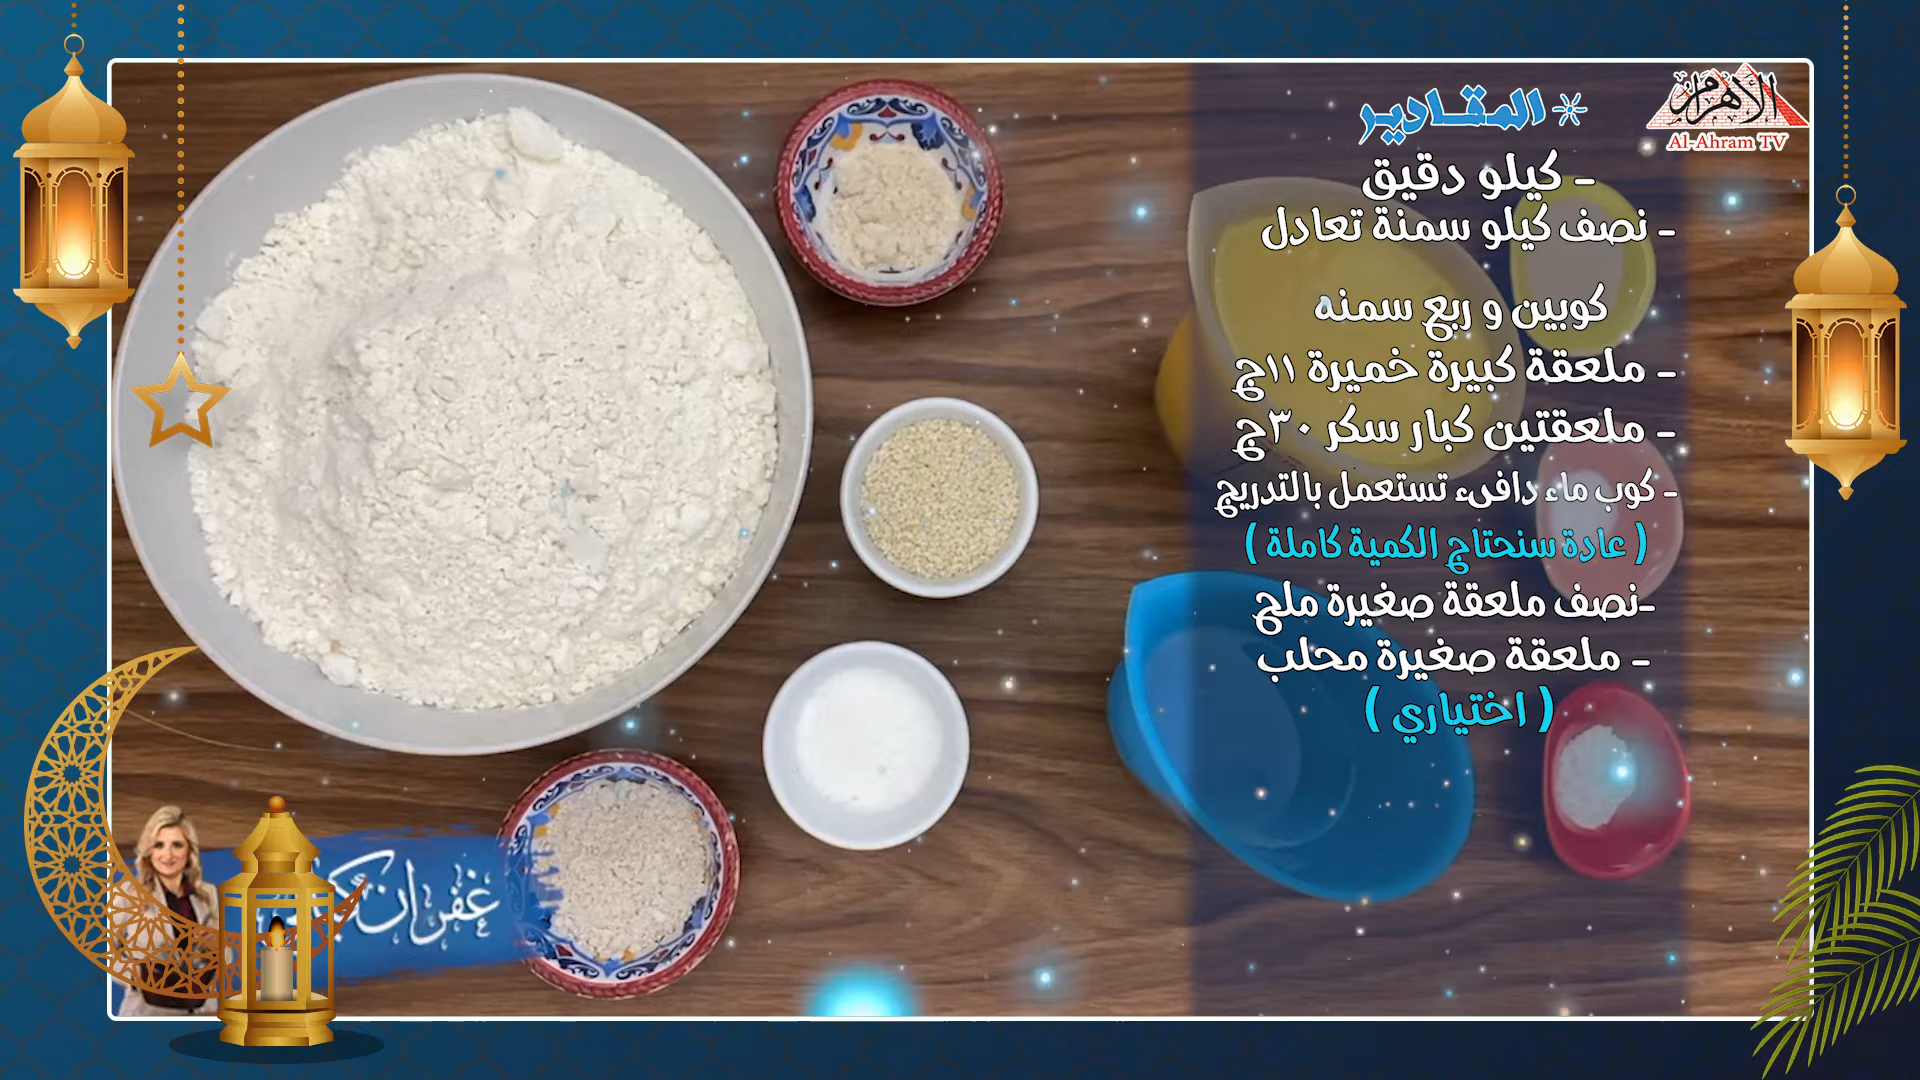 الأهرام
Al-Ahram TV
* المقادير
- كيلو دقيق
- نصف كيلو سمنة تعادل
كوبين و ربع سمنه
- ملعقة كبيرة خميرة ١١ج
- ملعقتين كبار سكر ٣٠ج
- كوب ماء دافىء تستعمل بالتدريج
( عادة سنحتاج الكمية كاملة )
-نصف ملعقة صغيرة ملح
- ملعقة صغيرة محلب
( اختياري )
غفران